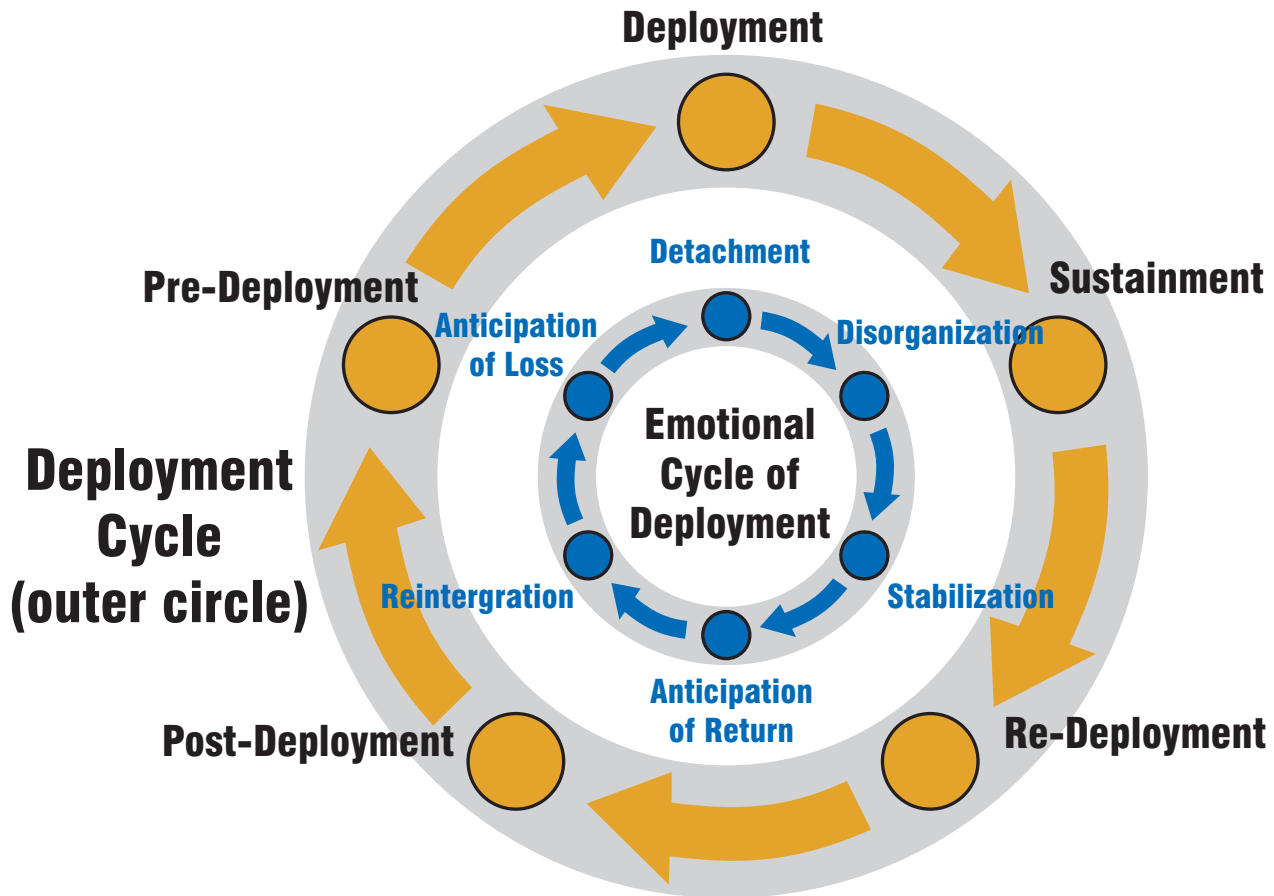 Deployment
Detachment
Pre-Deployment
Sustainment
Anticipation
of Loss
Disorganization
Emotional
Cycle of
Deployment
Deployment
Cycle
(outer circle)
Reintergration
Stabilization
Anticipation
of Return
Post-Deployment
Re-Deployment